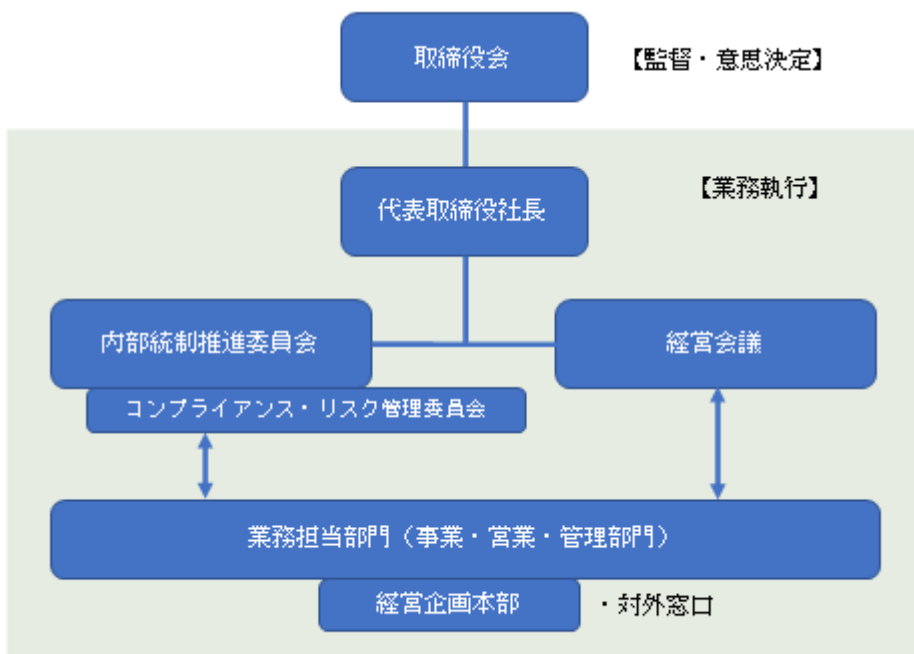 取締役会
【監督・意思決定】
【業務執行】
代表取締役社長
内部統制推進委員会
経営会議
コンプライアンス・リスク管理委員会
業務担当部門（事業・営業・管理部門）
経営企画本部
・対外窓口